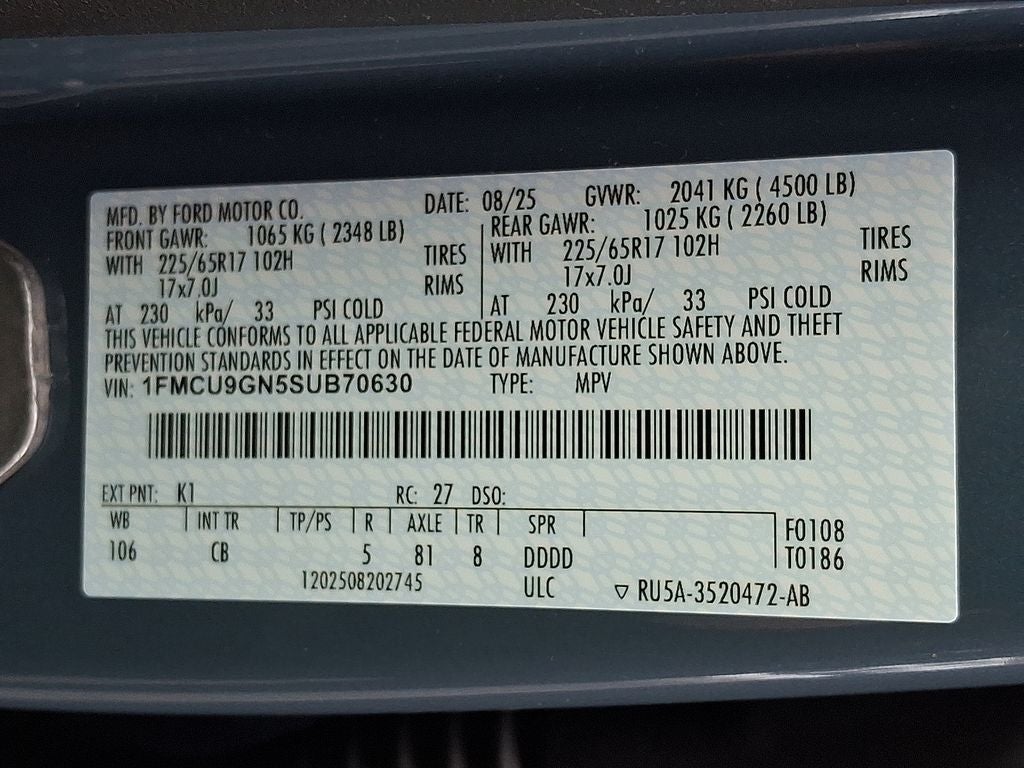 MFD. BY FORD MOTOR CO. DATE: 08/25 GVWR: 2041 KG ( 4500 LB)
FRONT GAWR: 1065 KG ( 2348 LB) REAR GAWR: 1025 KG ( 2260 LB)
WITH 225/65R17 102H TIRES WITH 225/65R17 102H TIRES
17x7.0J RIMS 17x7.0J RIMS
AT 230 kPa/ 33 PSI COLD AT 230 kPa/ 33 PSI COLD
THIS VEHICLE CONFORMS TO ALL APPLICABLE FEDERAL MOTOR VEHICLE SAFETY AND THEFT
PREVENTION STANDARDS IN EFFECT ON THE DATE OF MANUFACTURE SHOWN ABOVE.
VIN: 1FMCU9GN5SUB70630 TYPE: MPV
EXT PNT: K1 RC: 27 DSO:
WB INT TR TP/PS R AXLE TR SPR F0108
106 CB 5 81 8 DDDD T0186
1202508202745 ULC ▽ RU5A-3520472-AB